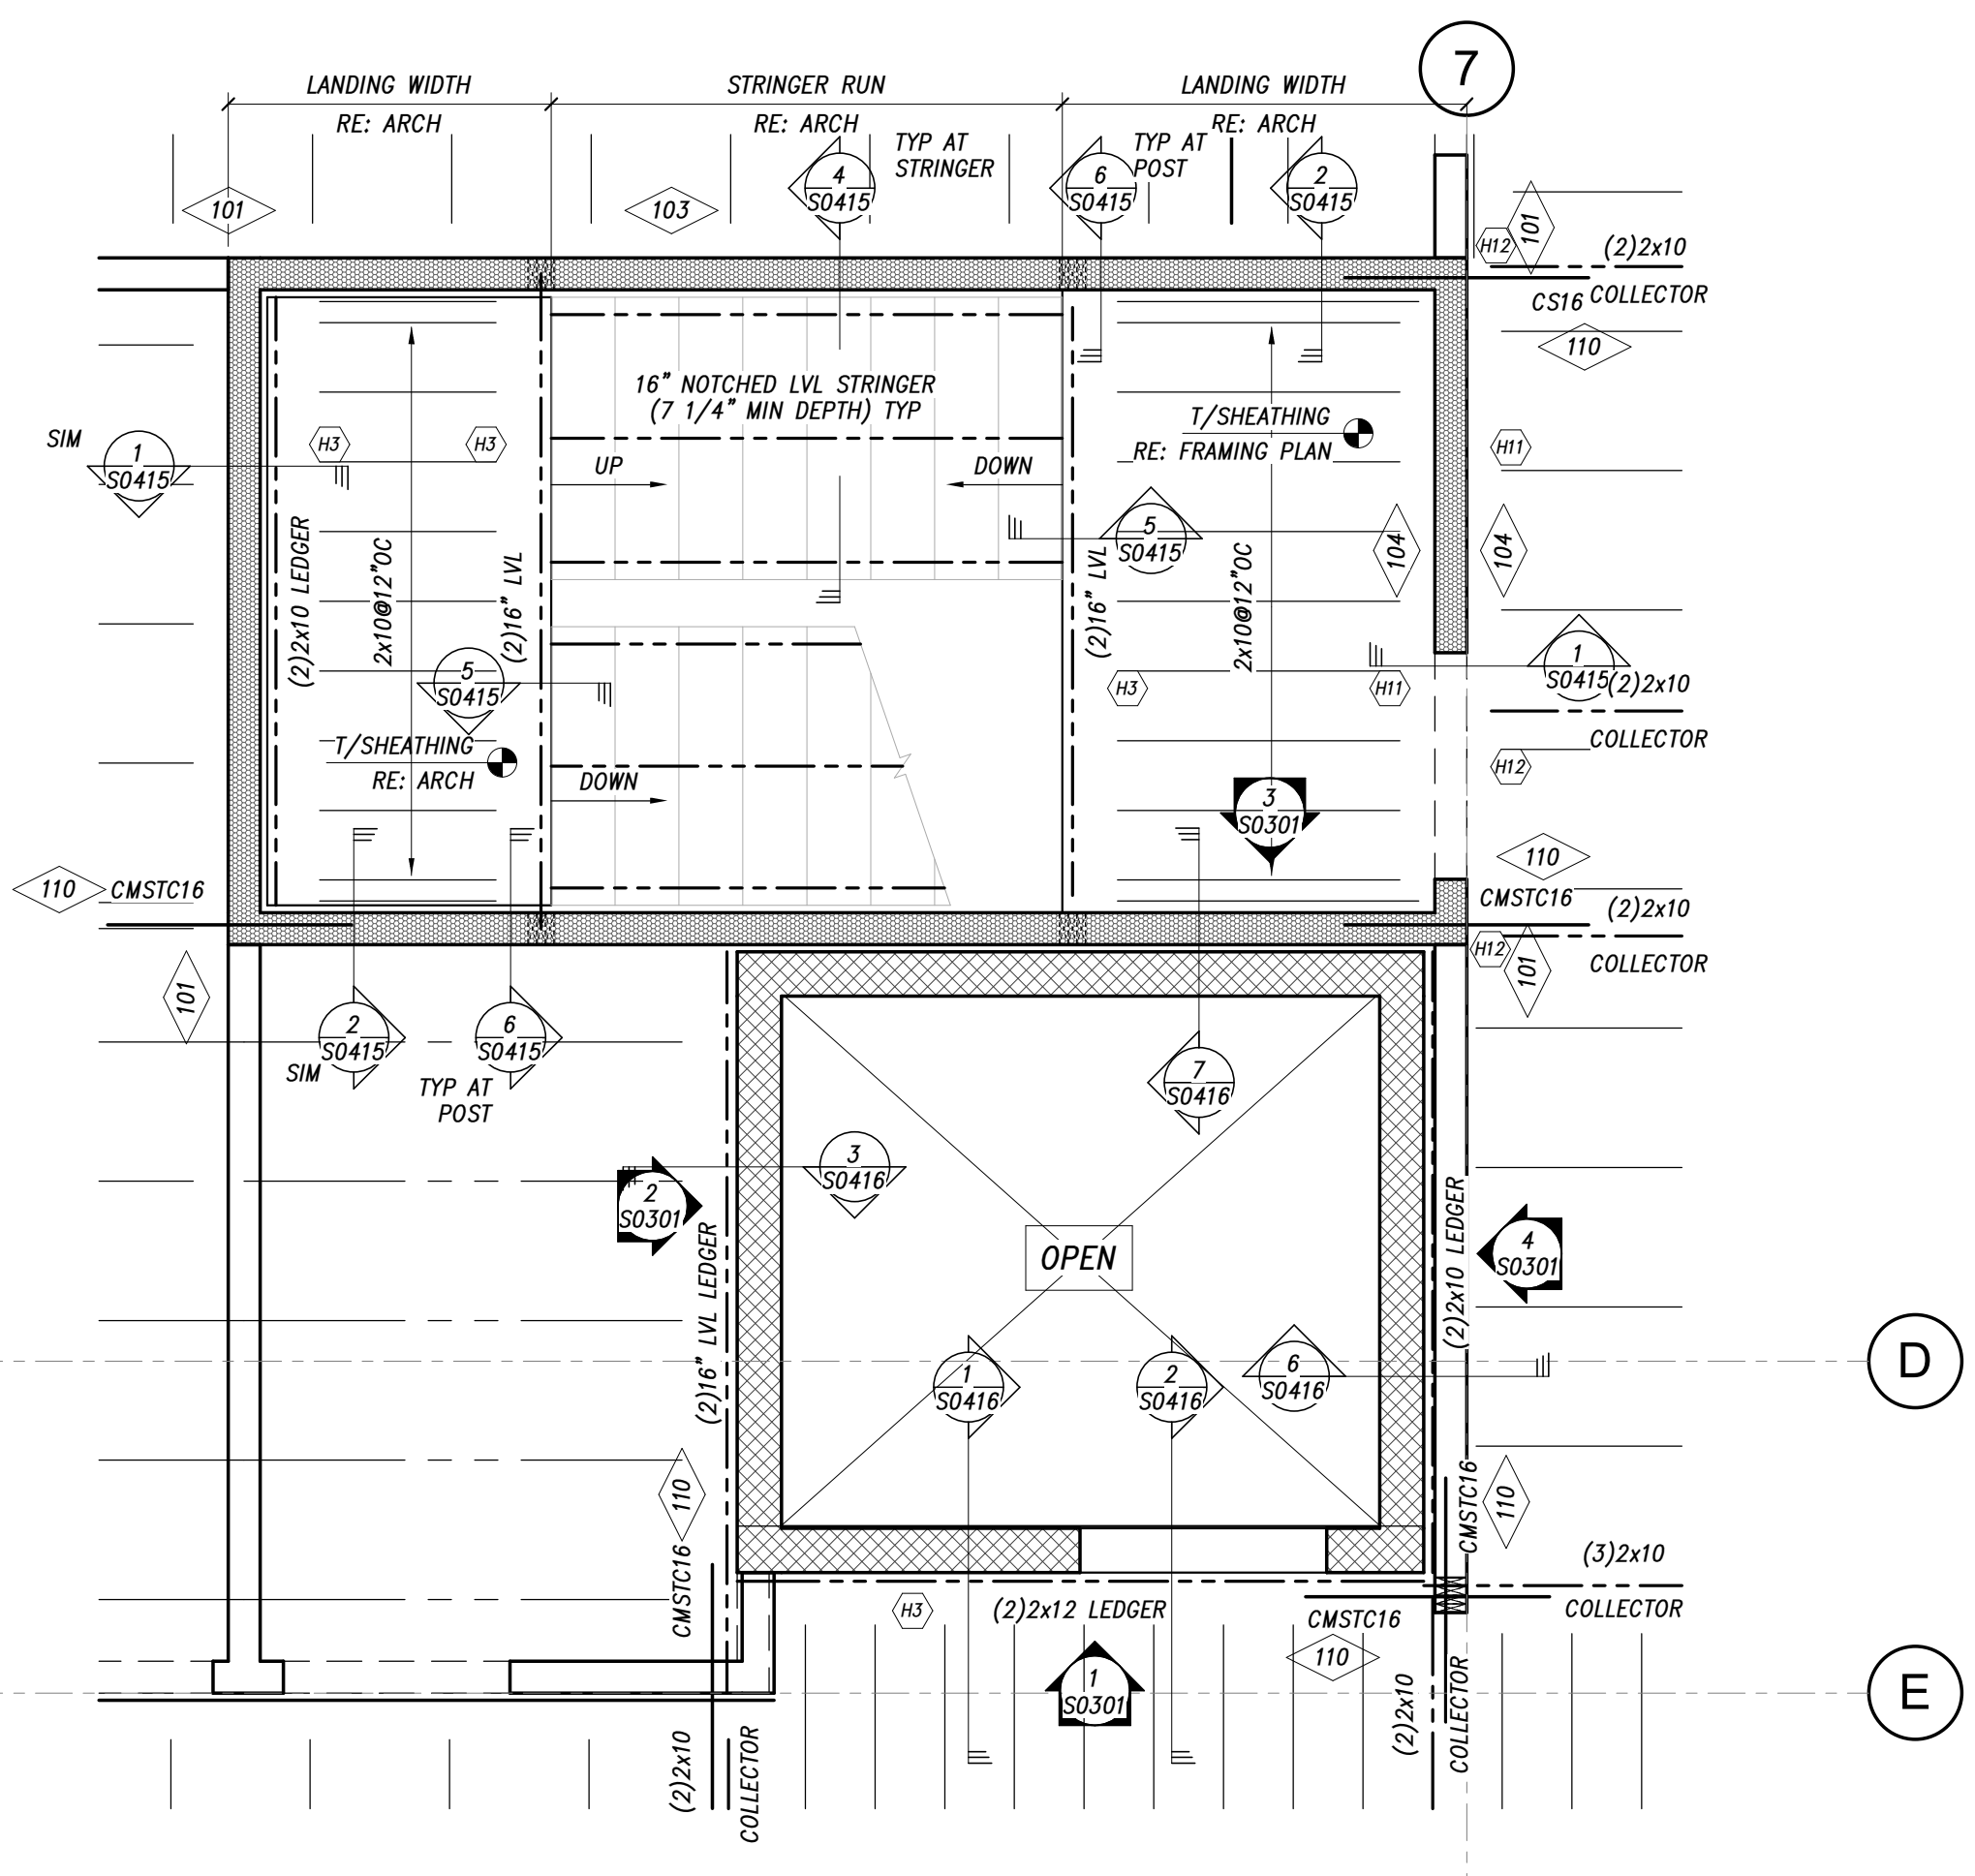 7
LANDING WIDTH
RE: ARCH
STRINGER RUN
RE: ARCH
LANDING WIDTH
RE: ARCH
TYP AT
STRINGER
4
S0415
TYP AT
POST
6
S0415
2
S0415
101
103
101
H12
(2)2x10
COLLECTOR
CS16
110
16" NOTCHED LVL STRINGER
(7 1/4" MIN DEPTH) TYP
T/SHEATHING
RE: FRAMING PLAN
SIM
1
S0415
H3
H3
UP
DOWN
H11
5
S0415
104
104
(2)2x10 LEDGER
2x10@12"OC
(2)16" LVL
(2)16" LVL
2x10@12"OC
5
S0415
1
S0415
(2)2x10
COLLECTOR
H3
H11
H12
T/SHEATHING
RE: ARCH
DOWN
3
S0301
110
110
CMSTC16
CMSTC16
(2)2x10
COLLECTOR
H12
101
101
2
S0415
SIM
6
S0415
TYP AT
POST
7
S0416
3
S0416
2
S0301
OPEN
(2)16" LVL LEDGER
(2)2x10 LEDGER
4
S0301
1
S0416
2
S0416
6
S0416
D
110
CMSTC16
CMSTC16
110
(3)2x10
COLLECTOR
H3
(2)2x12 LEDGER
CMSTC16
110
1
S0301
(2)2x10
COLLECTOR
E
(2)2x10
COLLECTOR